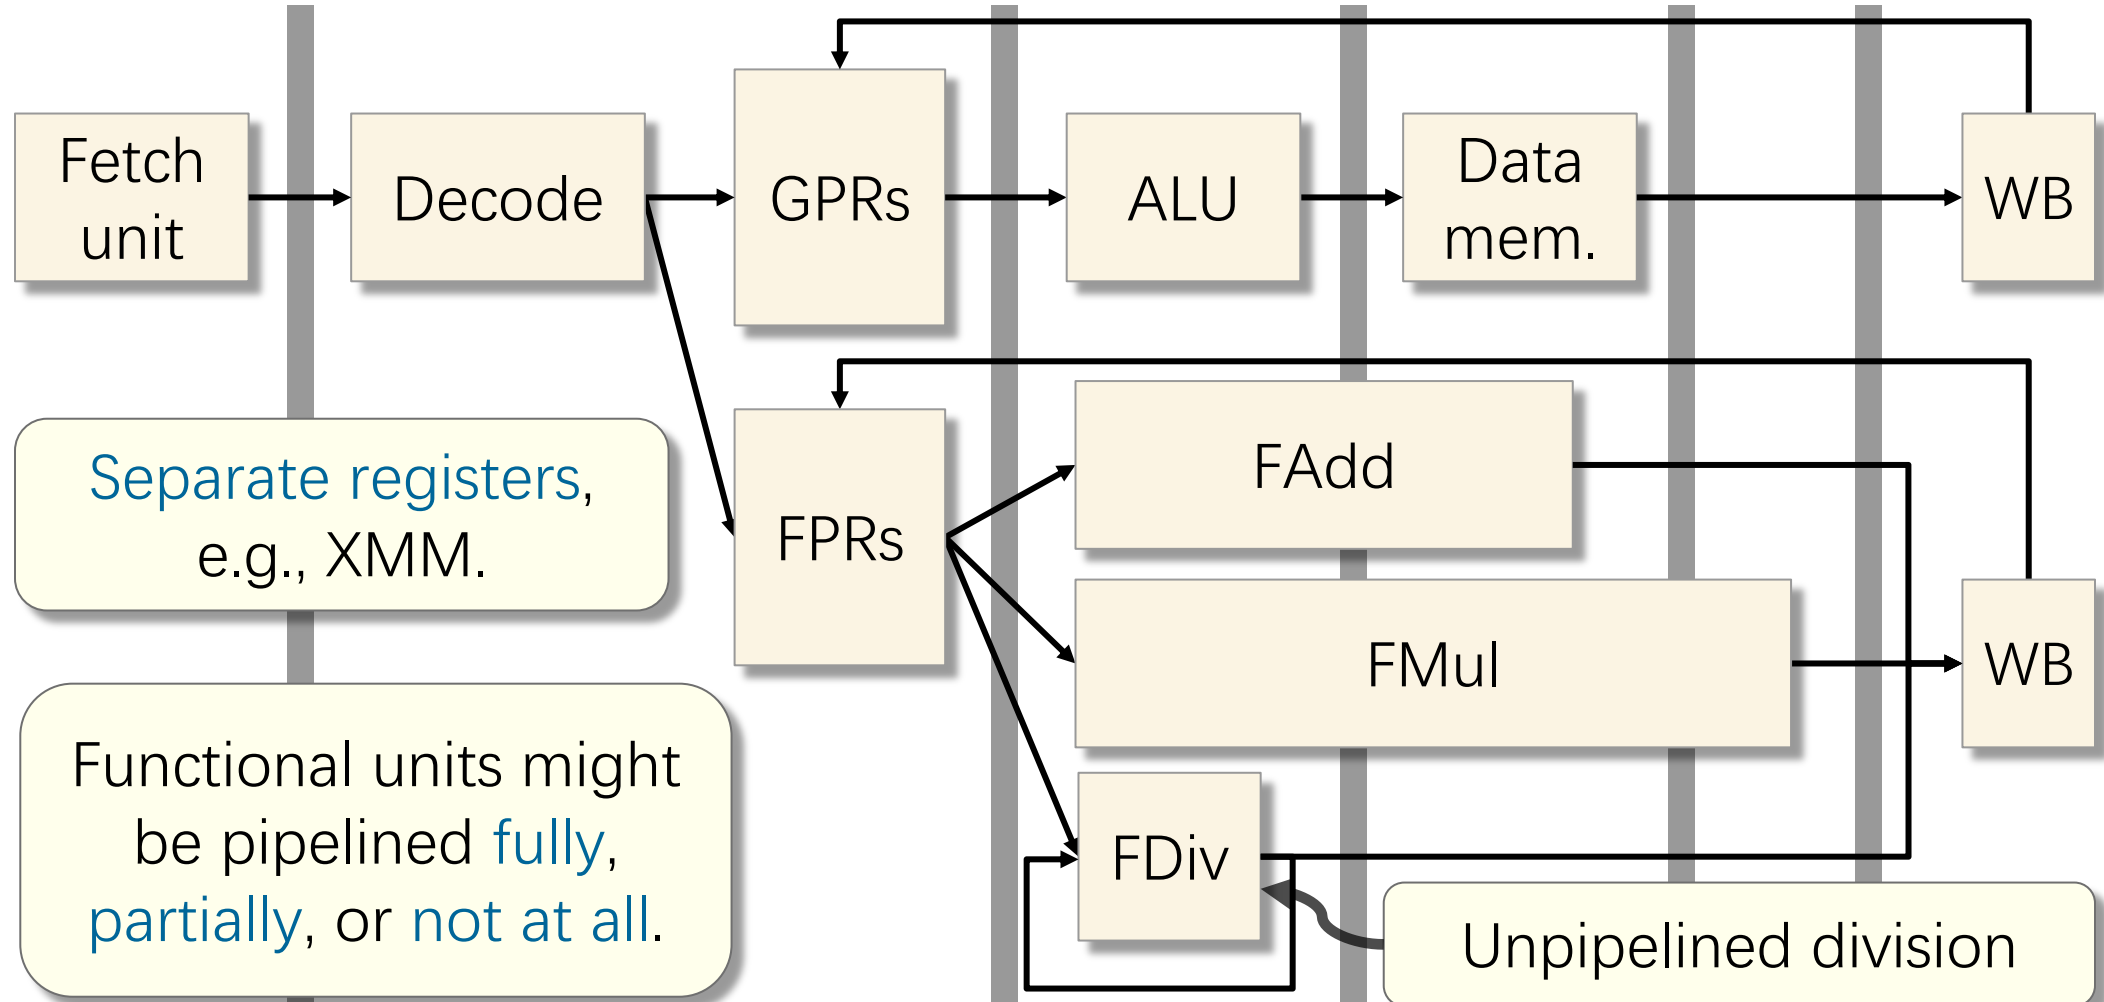 Fetch
unit
Decode
GPRs
ALU
Data
mem.
WB
Separate registers,
e.g., XMM.
FPRs
FAdd
FMul
WB
Functional units might
be pipelined fully,
partially, or not at all.
FDiv
Unpipelined division